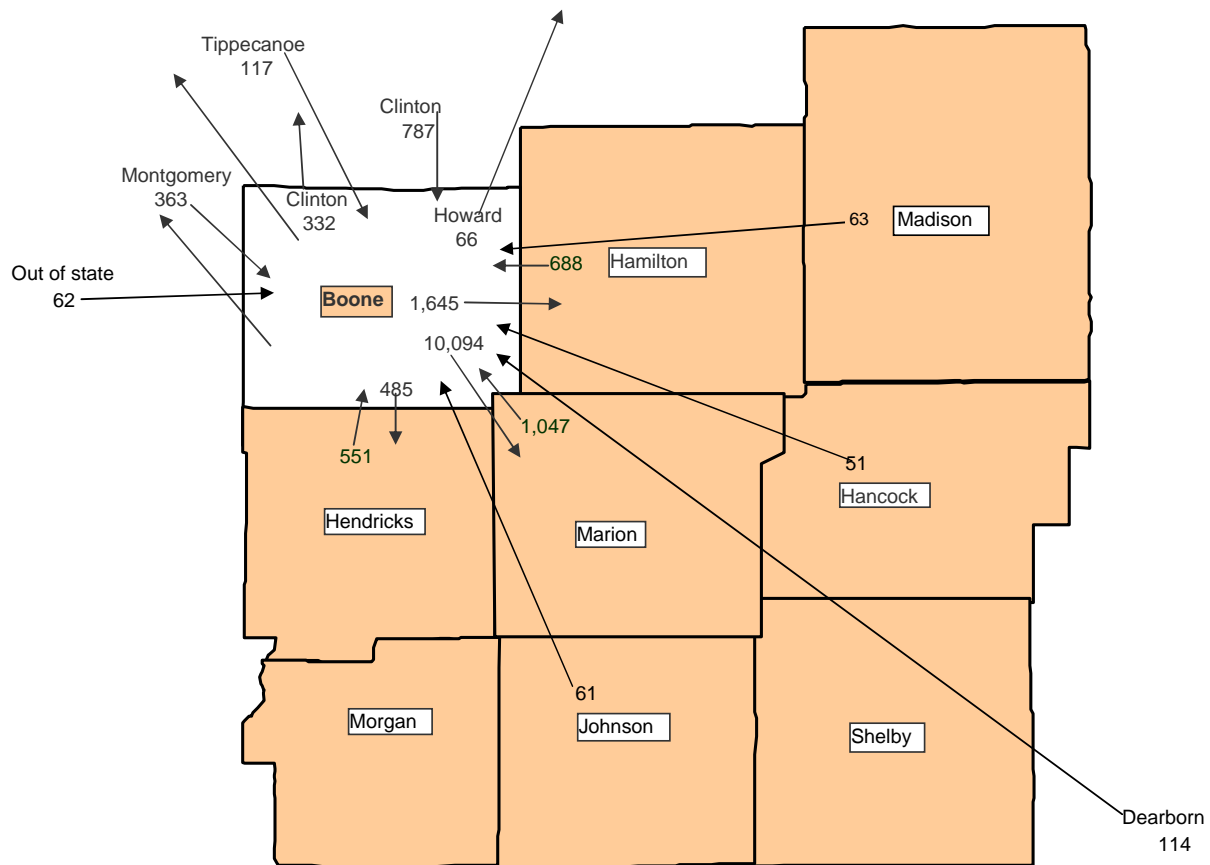 Tippecanoe
117
Clinton
787
Montgomery
363
Clinton
332
Howard
66
63
Madison
688
Hamilton
Out of state
62
Boone
1,645
10,094
485
1,047
551
51
Hancock
Hendricks
Marion
61
Morgan
Johnson
Shelby
Dearborn
114